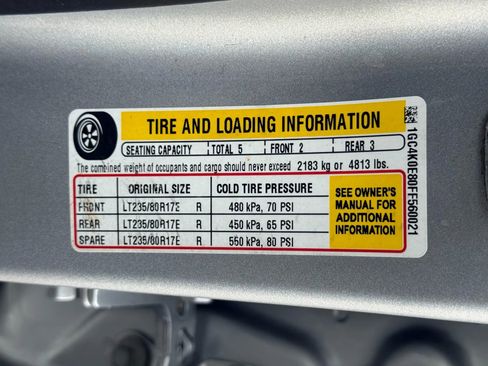 TIRE AND LOADING INFORMATION
SEATING CAPACITY TOTAL 5 FRONT 2 REAR 3
The combined weight of occupants and cargo should never exceed 2183 kg or 4813 lbs.
TIRE ORIGINAL SIZE COLD TIRE PRESSURE
FRONT LT235/80R17E R 480 kPa, 70 PSI
REAR LT235/80R17E R 450 kPa, 65 PSI
SPARE LT235/80R17E R 550 kPa, 80 PSI
SEE OWNER'S
MANUAL FOR
ADDITIONAL
INFORMATION
1GC4K0E80FF560021